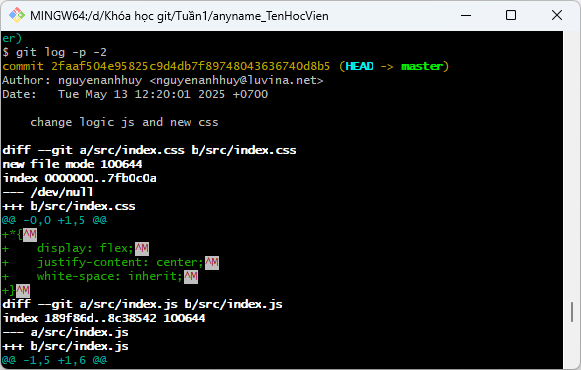 MINGW64:/d/Khóa học git/Tuần1/anyname_TenHocVien
er)
$ git log -p -2
commit 2faaf504e95825c9d4db7f89748043636740d8b5 (HEAD -> master)
Author: nguyenanhhuy <nguyenanhhuy@luvina.net>
Date:   Tue May 13 12:20:01 2025 +0700
    change logic js and new css
diff --git a/src/index.css b/src/index.css
new file mode 100644
index 0000000..7fb0c0a
--- /dev/null
+++ b/src/index.css
@@ -0,0 +1,5 @@
+*{^M
+    display: flex;^M
+    justify-content: center;^M
+    white-space: inherit;^M
+}^M
diff --git a/src/index.js b/src/index.js
index 189f86d..8c38542 100644
--- a/src/index.js
+++ b/src/index.js
@@ -1,5 +1,6 @@